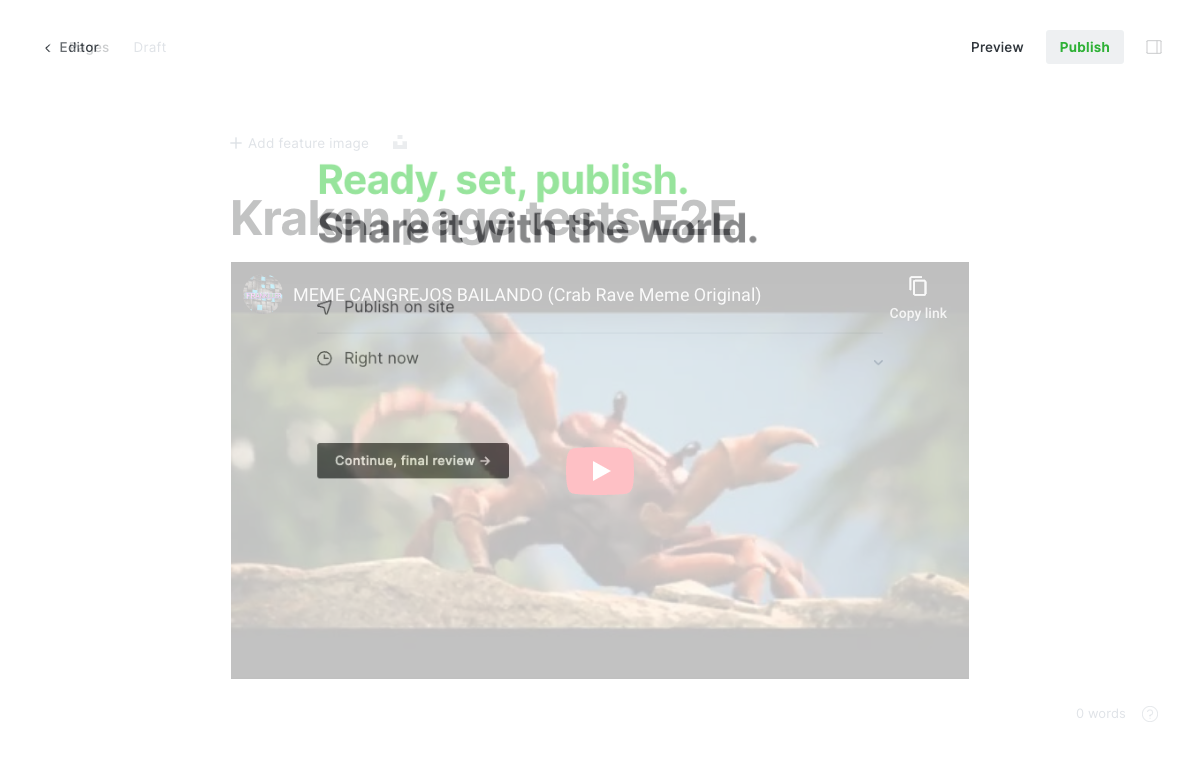 Editor
Pages
Draft
Preview
Publish
Add feature image
Ready, set, publish.
Kraken page tests E2E
Share it with the world.
MEME CANGREJOS BAILANDO (Crab Rave Meme Original)
Copy link
Publish on site
Right now
Continue, final review →
0 words
?